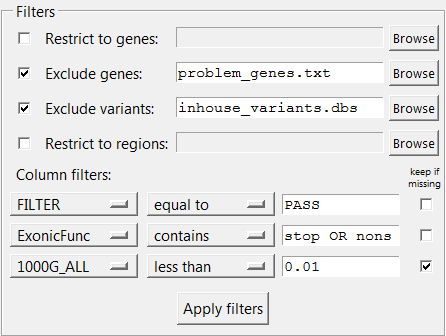 Filters
Restrict to genes: Browse
Exclude genes: problem_genes.txt Browse
Exclude variants: inhouse_variants.dbs Browse
Restrict to regions: Browse
Column filters: keep if missing
FILTER equal to PASS
ExonicFunc contains stop OR nons
1000G_ALL less than 0.01
Apply filters